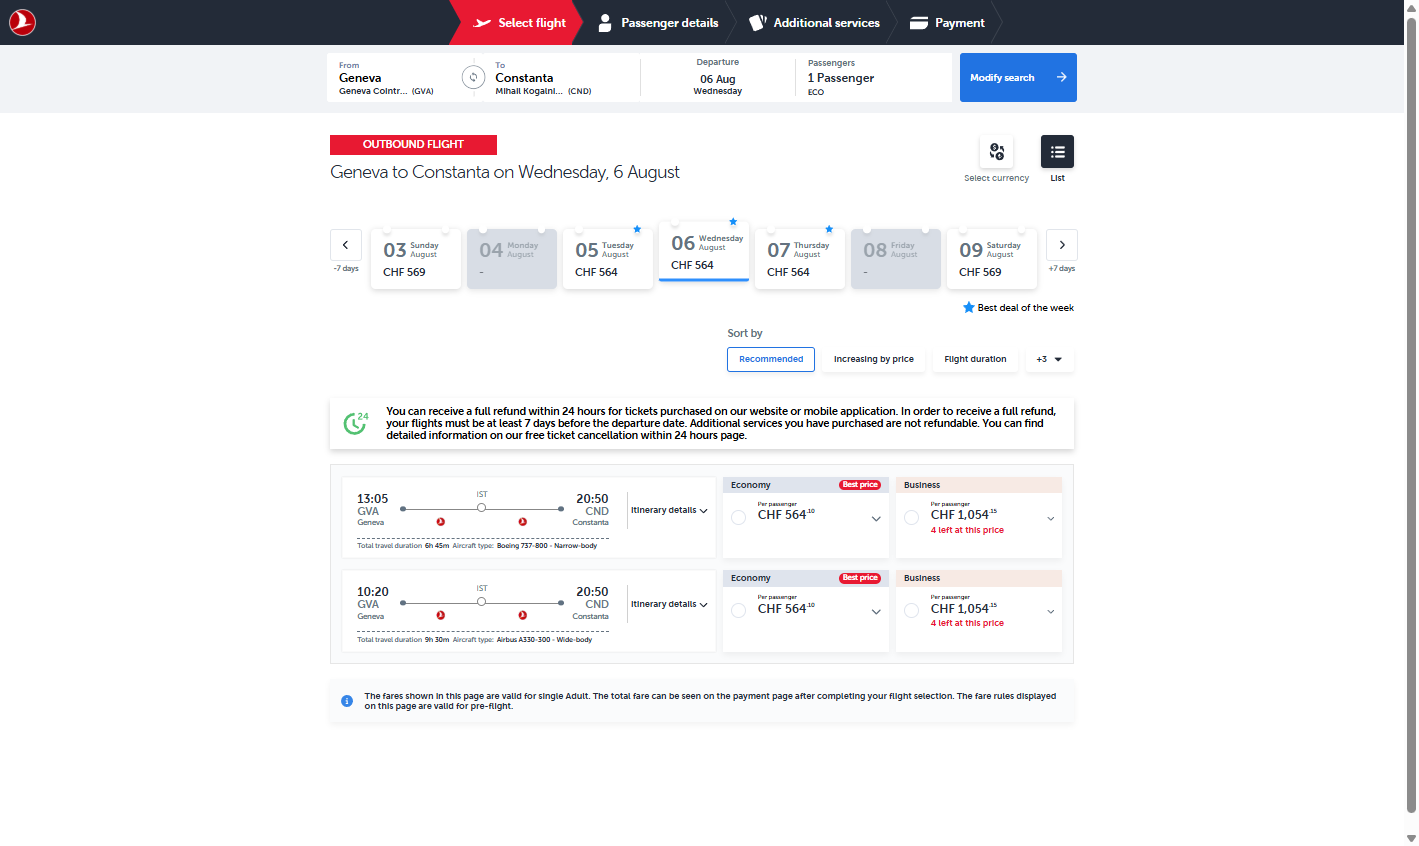 Select flight
Passenger details
Additional services
Payment
From
Geneva
Geneva Cointr... (GVA)
To
Constanta
Mihail Kogalni... (CND)
Departure
06 Aug
Wednesday
Passengers
1 Passenger
ECO
Modify search
OUTBOUND FLIGHT
Geneva to Constanta on Wednesday, 6 August
Select currency
List
-7 days
03 Sunday August
CHF 569
04 Monday August
-
05 Tuesday August
CHF 564
06 Wednesday August
CHF 564
07 Thursday August
CHF 564
08 Friday August
-
09 Saturday August
CHF 569
+7 days
Best deal of the week
Sort by
Recommended
Increasing by price
Flight duration
+3
24
You can receive a full refund within 24 hours for tickets purchased on our website or mobile application. In order to receive a full refund,
your flights must be at least 7 days before the departure date. Additional services you have purchased are not refundable. You can find
detailed information on our free ticket cancellation within 24 hours page.
13:05
GVA
Geneva
IST
20:50
CND
Constanta
Itinerary details
Total travel duration 6h 45m Aircraft type: Boeing 737-800 - Narrow-body
Economy
Best price
Per passenger
CHF 564.10
Business
Per passenger
CHF 1,054.15
4 left at this price
10:20
GVA
Geneva
IST
20:50
CND
Constanta
Itinerary details
Total travel duration 9h 30m Aircraft type: Airbus A330-300 - Wide-body
Economy
Best price
Per passenger
CHF 564.10
Business
Per passenger
CHF 1,054.15
4 left at this price
The fares shown in this page are valid for single Adult. The total fare can be seen on the payment page after completing your flight selection. The fare rules displayed
on this page are valid for pre-flight.